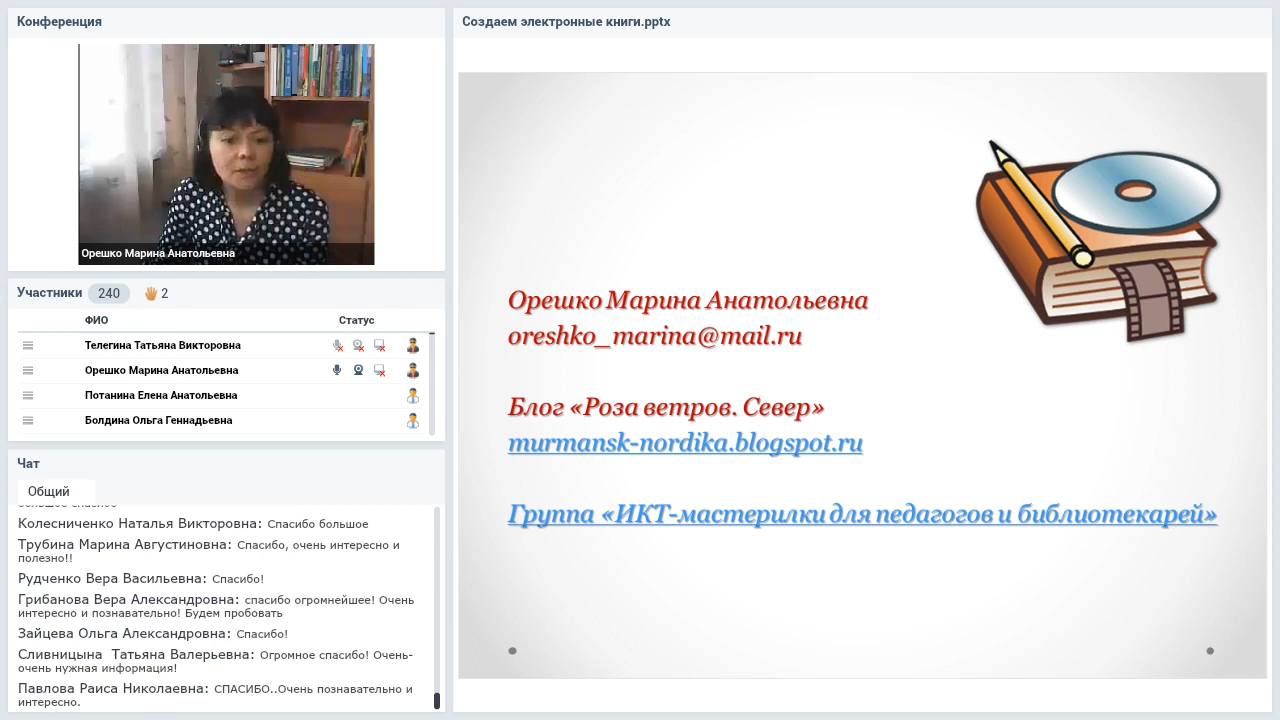 Конференция
Орешко Марина Анатольевна
Участники 240 2
ФИО Статус
Телегина Татьяна Викторовна
Орешко Марина Анатольевна
Потанина Елена Анатольевна
Болдина Ольга Геннадьевна
Чат
Общий
большое спасибо
Колесниченко Наталья Викторовна: Спасибо большое
Трубина Марина Августиновна: Спасибо, очень интересно и
полезно!!
Рудченко Вера Васильевна: Спасибо!
Грибанова Вера Александровна: спасибо огромнейшее! Очень
интересно и познавательно! Будем пробовать
Зайцева Ольга Александровна: Спасибо!
Сливницына Татьяна Валерьевна: Огромное спасибо! Очень-
очень нужная информация!
Павлова Раиса Николаевна: СПАСИБО..Очень познавательно и
интересно.
Создаем электронные книги.pptx
Орешко Марина Анатольевна
oreshko_marina@mail.ru
Блог «Роза ветров. Север»
murmansk-nordika.blogspot.ru
Группа «ИКТ-мастерилки для педагогов и библиотекарей»